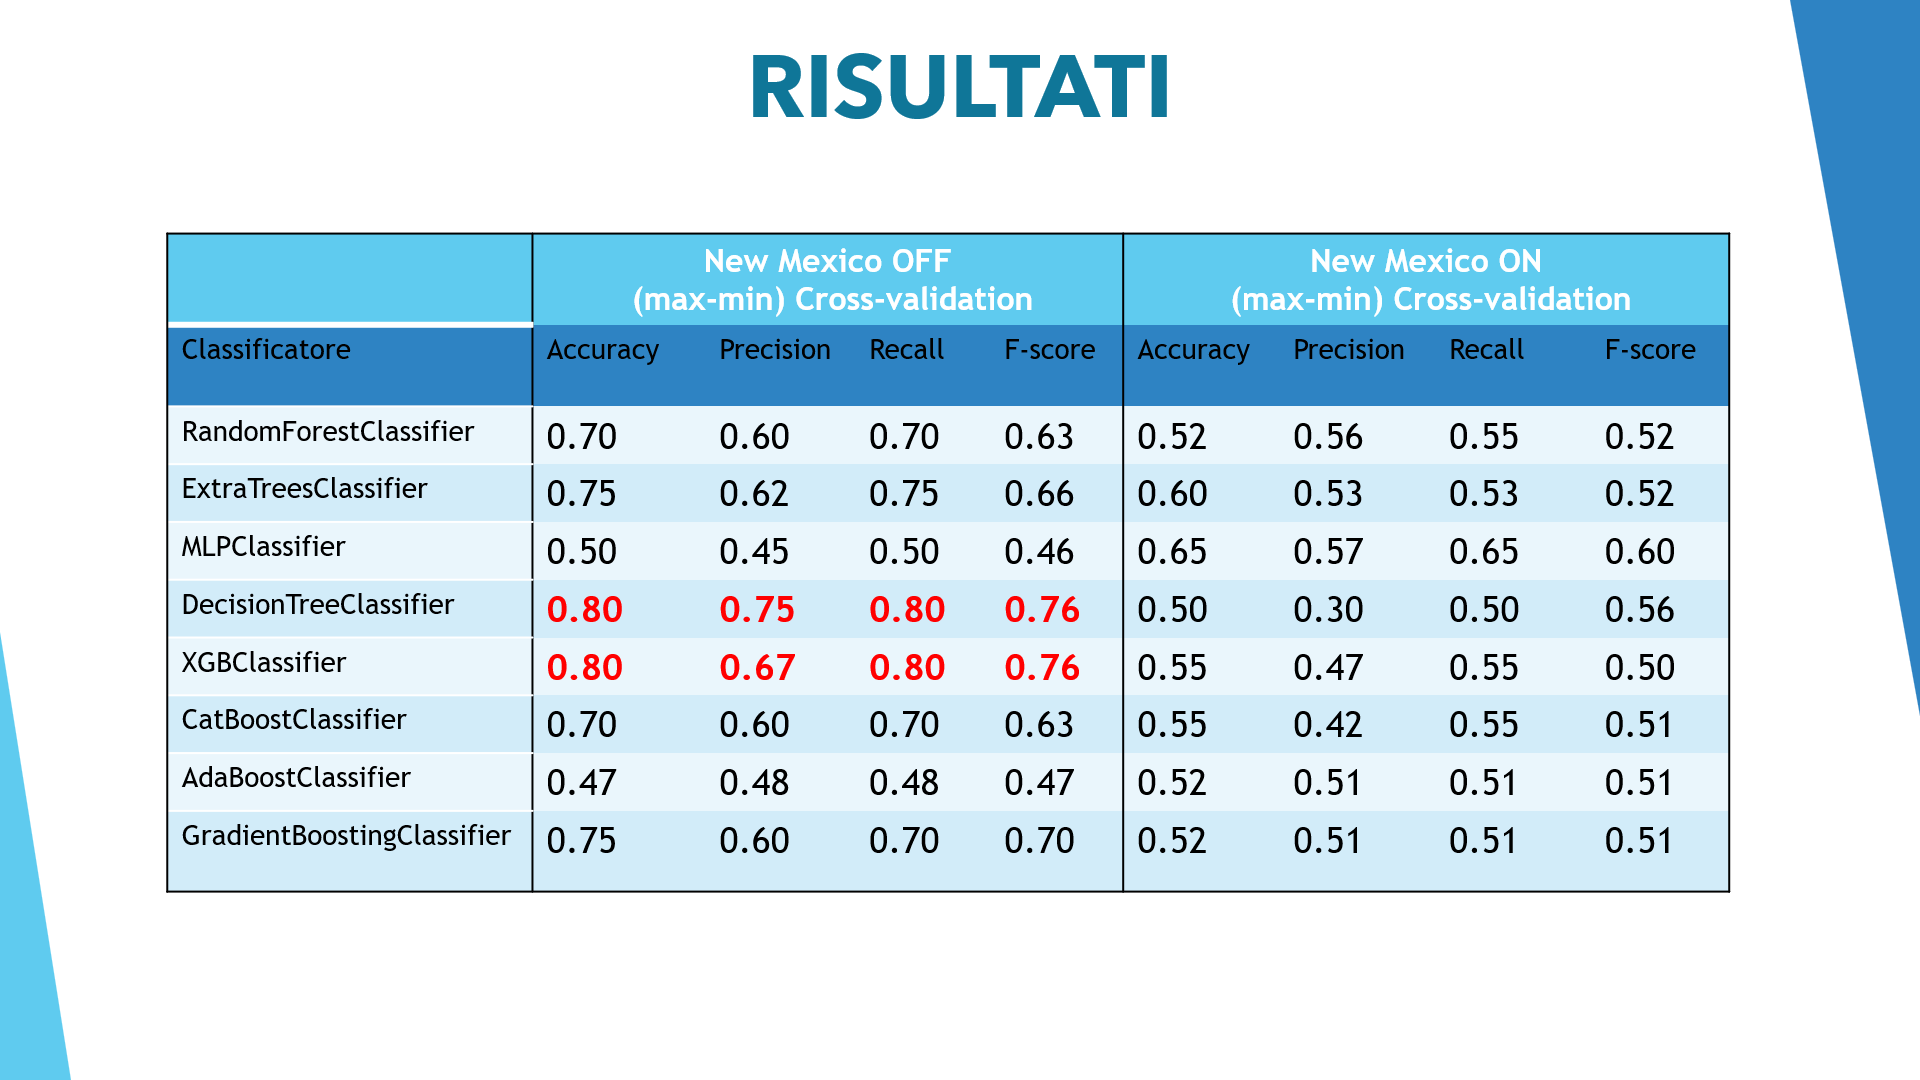 RISULTATI
New Mexico OFF
(max-min) Cross-validation
New Mexico ON
(max-min) Cross-validation
Classificatore Accuracy Precision Recall F-score Accuracy Precision Recall F-score
RandomForestClassifier 0.70 0.60 0.70 0.63 0.52 0.56 0.55 0.52
ExtraTreesClassifier 0.75 0.62 0.75 0.66 0.60 0.53 0.53 0.52
MLPClassifier 0.50 0.45 0.50 0.46 0.65 0.57 0.65 0.60
DecisionTreeClassifier 0.80 0.75 0.80 0.76 0.50 0.30 0.50 0.56
XGBClassifier 0.80 0.67 0.80 0.76 0.55 0.47 0.55 0.50
CatBoostClassifier 0.70 0.60 0.70 0.63 0.55 0.42 0.55 0.51
AdaBoostClassifier 0.47 0.48 0.48 0.47 0.52 0.51 0.51 0.51
GradientBoostingClassifier 0.75 0.60 0.70 0.70 0.52 0.51 0.51 0.51